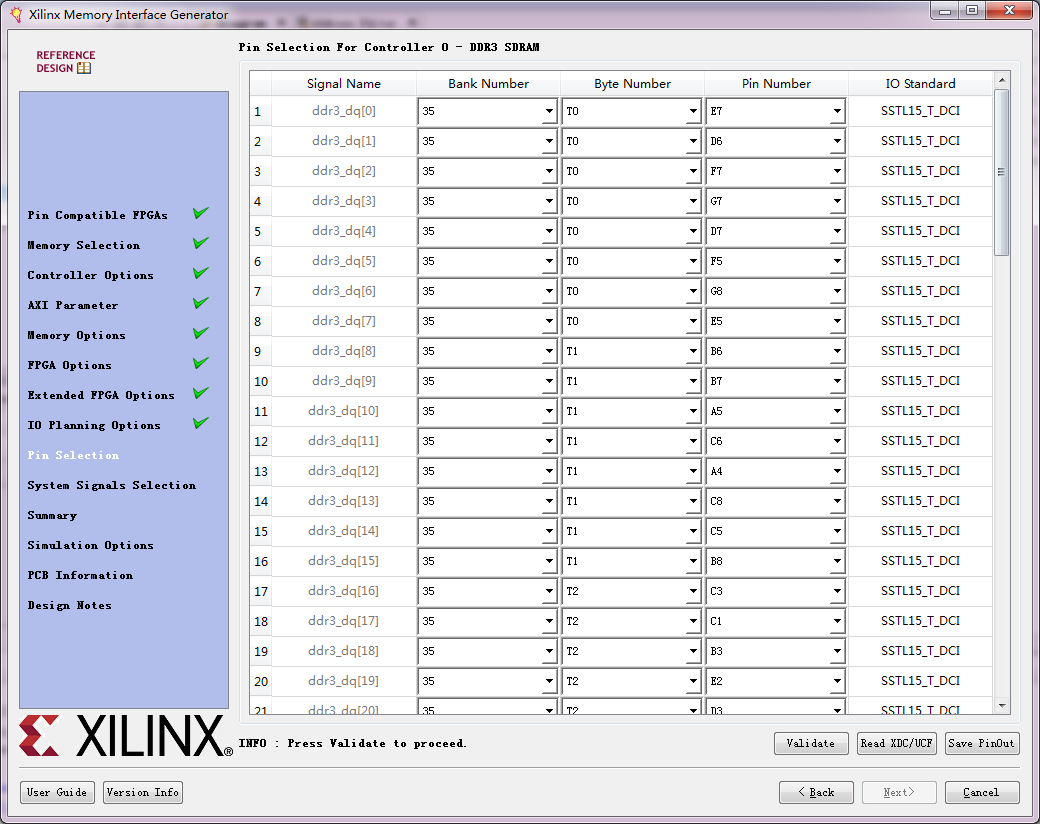 Xilinx Memory Interface Generator
REFERENCE
DESIGN
Pin Compatible FPGAs
Memory Selection
Controller Options
AXI Parameter
Memory Options
FPGA Options
Extended FPGA Options
IO Planning Options
Pin Selection
System Signals Selection
Summary
Simulation Options
PCB Information
Design Notes
XILINX®
Pin Selection For Controller 0 - DDR3 SDRAM
Signal Name Bank Number Byte Number Pin Number IO Standard
1 ddr3_dq[0] 35 T0 E7 SSTL15_T_DCI
2 ddr3_dq[1] 35 T0 D6 SSTL15_T_DCI
3 ddr3_dq[2] 35 T0 F7 SSTL15_T_DCI
4 ddr3_dq[3] 35 T0 G7 SSTL15_T_DCI
5 ddr3_dq[4] 35 T0 D7 SSTL15_T_DCI
6 ddr3_dq[5] 35 T0 F5 SSTL15_T_DCI
7 ddr3_dq[6] 35 T0 G8 SSTL15_T_DCI
8 ddr3_dq[7] 35 T0 E5 SSTL15_T_DCI
9 ddr3_dq[8] 35 T1 B6 SSTL15_T_DCI
10 ddr3_dq[9] 35 T1 B7 SSTL15_T_DCI
11 ddr3_dq[10] 35 T1 A5 SSTL15_T_DCI
12 ddr3_dq[11] 35 T1 C6 SSTL15_T_DCI
13 ddr3_dq[12] 35 T1 A4 SSTL15_T_DCI
14 ddr3_dq[13] 35 T1 C8 SSTL15_T_DCI
15 ddr3_dq[14] 35 T1 C5 SSTL15_T_DCI
16 ddr3_dq[15] 35 T1 B8 SSTL15_T_DCI
17 ddr3_dq[16] 35 T2 C3 SSTL15_T_DCI
18 ddr3_dq[17] 35 T2 C1 SSTL15_T_DCI
19 ddr3_dq[18] 35 T2 B3 SSTL15_T_DCI
20 ddr3_dq[19] 35 T2 E2 SSTL15_T_DCI
21 ddr3_dq[20] 35 T2 D3 SSTL15_T_DCI
INFO : Press Validate to proceed.
Validate Read XDC/UCF Save PinOut
User Guide Version Info < Back Next> Cancel